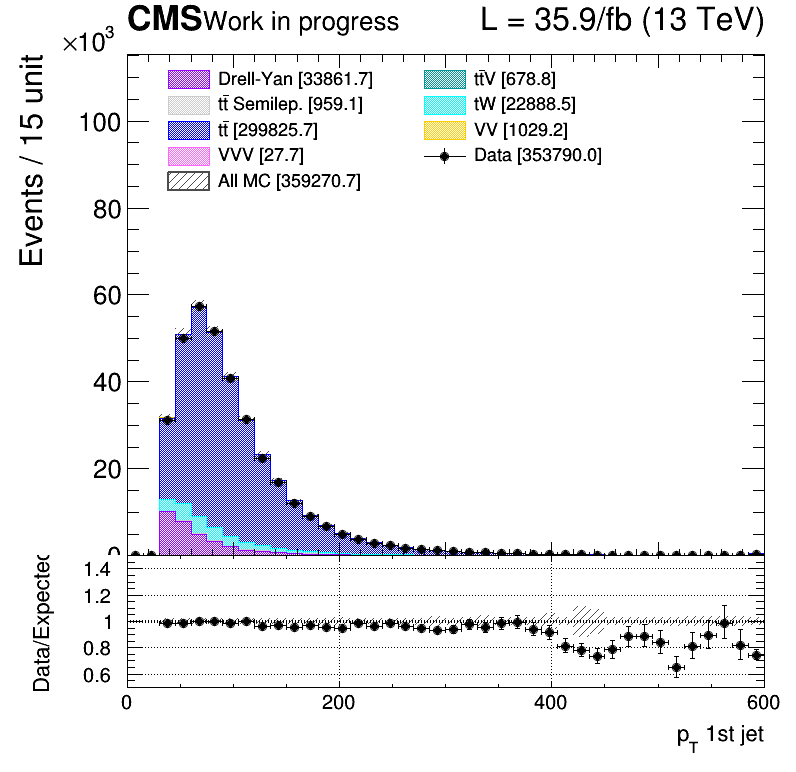 CMS Work in progress L = 35.9/fb (13 TeV)
×10³
Events / 15 unit
Drell-Yan [33861.7]
tt̄ Semilep. [959.1]
tt̄ [299825.7]
VVV [27.7]
All MC [359270.7]
tt̄V [678.8]
tW [22888.5]
VV [1029.2]
Data [353790.0]
100
80
60
40
20
0
Data/Expected
1.4
1.2
1
0.8
0.6
0 200 400 600
p_T 1st jet